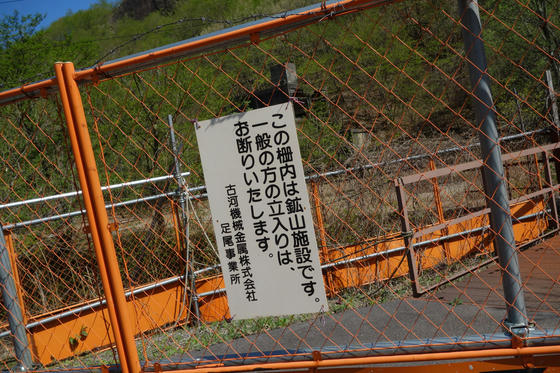 この柵内は鉱山施設です。
一般の方の立入りは、
お断りいたします。
古河機械金属株式会社
足尾事業所